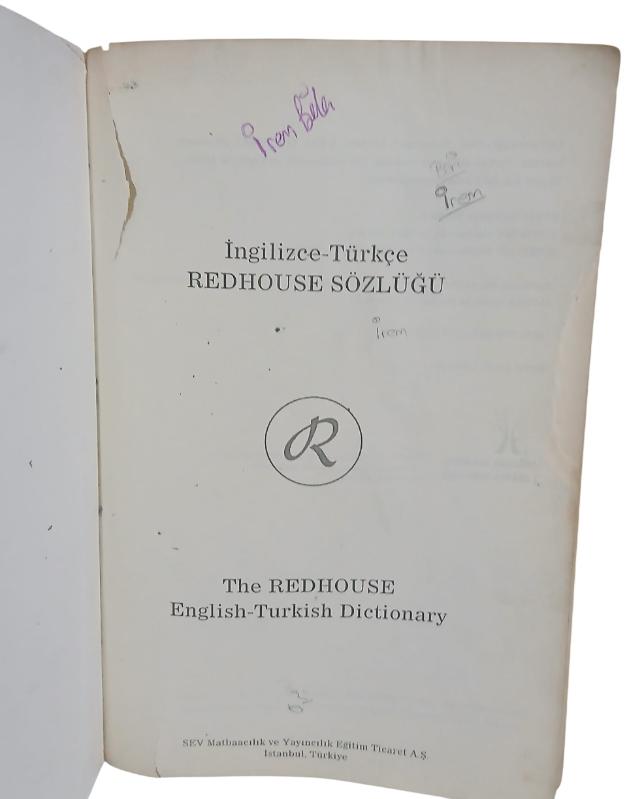 İrem
İrem
İngilizce-Türkçe
REDHOUSE SÖZLÜĞÜ
İrem
R
The REDHOUSE
English-Turkish Dictionary
SEV Matbaacılık ve Yayıncılık Eğitim Ticaret A.Ş.
İstanbul, Türkiye